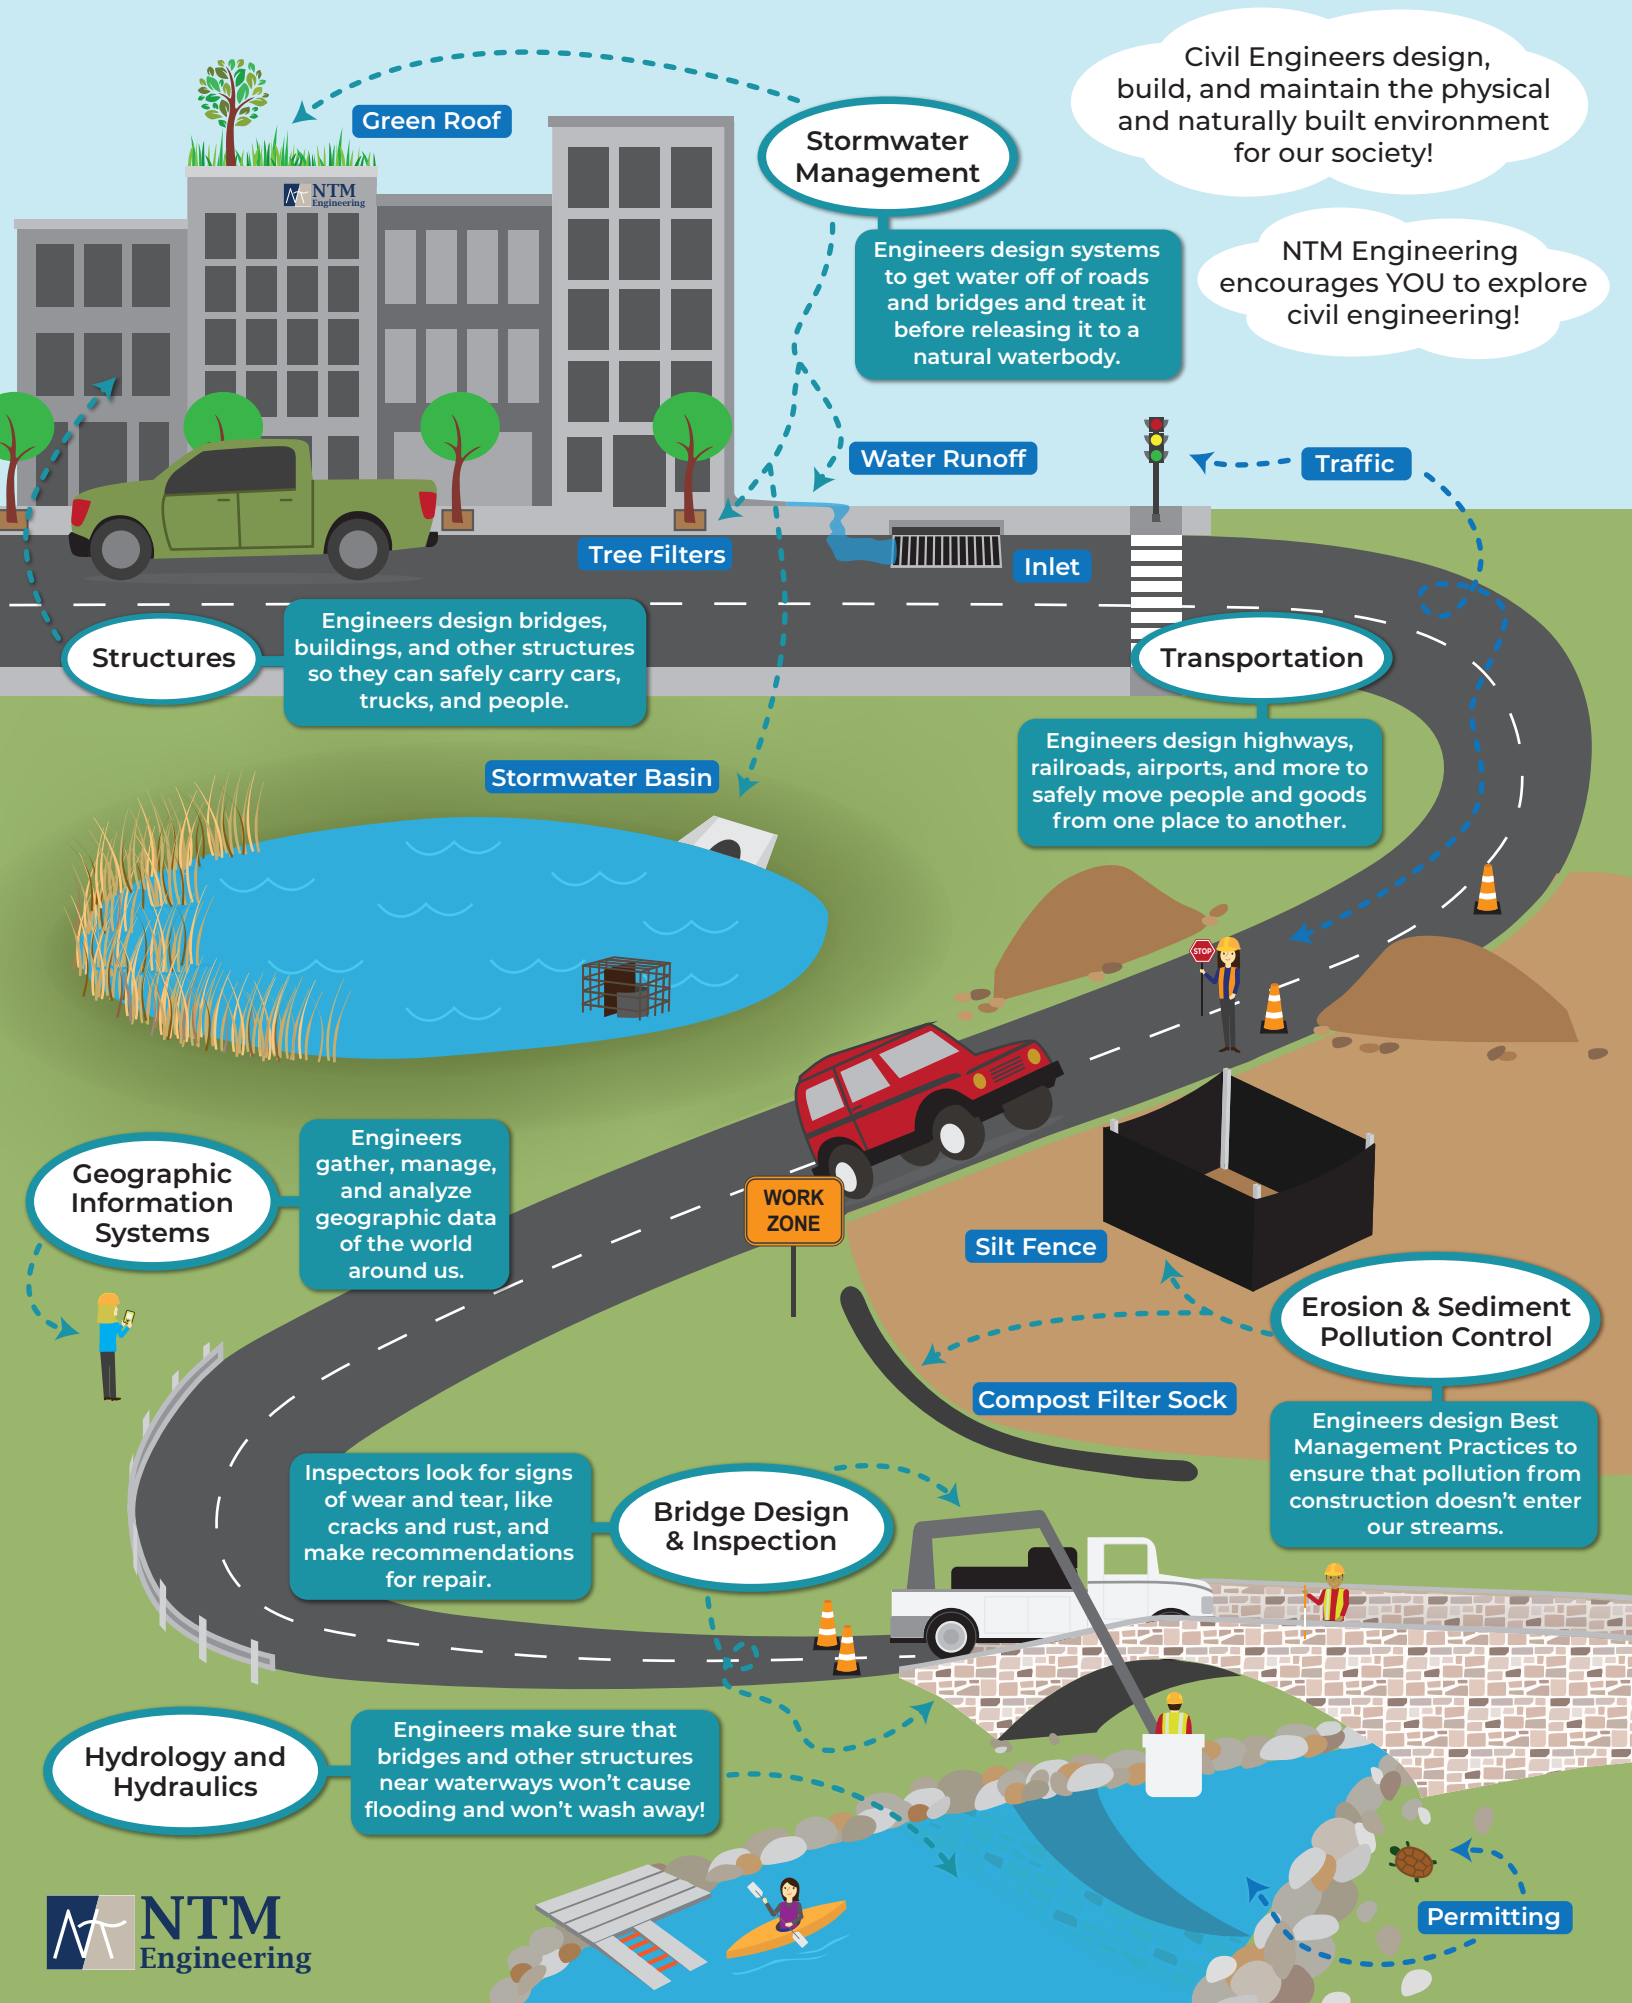 Civil Engineers design,
build, and maintain the physical
and naturally built environment
for our society!
Green Roof
Stormwater
Management
NTM
Engineering
Engineers design systems
to get water off of roads
and bridges and treat it
before releasing it to a
natural waterbody.
NTM Engineering
encourages YOU to explore
civil engineering!
Water Runoff
Traffic
Tree Filters
Inlet
Structures
Engineers design bridges,
buildings, and other structures
so they can safely carry cars,
trucks, and people.
Transportation
Engineers design highways,
railroads, airports, and more to
safely move people and goods
from one place to another.
Stormwater Basin
STOP
Geographic
Information
Systems
Engineers
gather, manage,
and analyze
geographic data
of the world
around us.
WORK
ZONE
Silt Fence
Erosion & Sediment
Pollution Control
Compost Filter Sock
Engineers design Best
Management Practices to
ensure that pollution from
construction doesn't enter
our streams.
Inspectors look for signs
of wear and tear, like
cracks and rust, and
make recommendations
for repair.
Bridge Design
& Inspection
Hydrology and
Hydraulics
Engineers make sure that
bridges and other structures
near waterways won't cause
flooding and won't wash away!
Permitting
NTM
Engineering